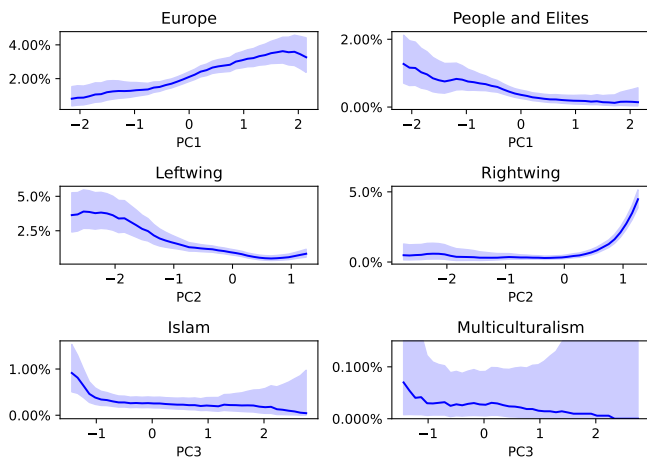 Europe
4.00%
2.00%
−2 −1 0 1 2
PC1
People and Elites
2.00%
0.00%
−2 −1 0 1 2
PC1
Leftwing
5.0%
2.5%
−2 −1 0 1
PC2
Rightwing
5.0%
0.0%
−2 −1 0 1
PC2
Islam
1.00%
0.00%
−1 0 1 2
PC3
Multiculturalism
0.100%
0.000%
−1 0 1 2
PC3